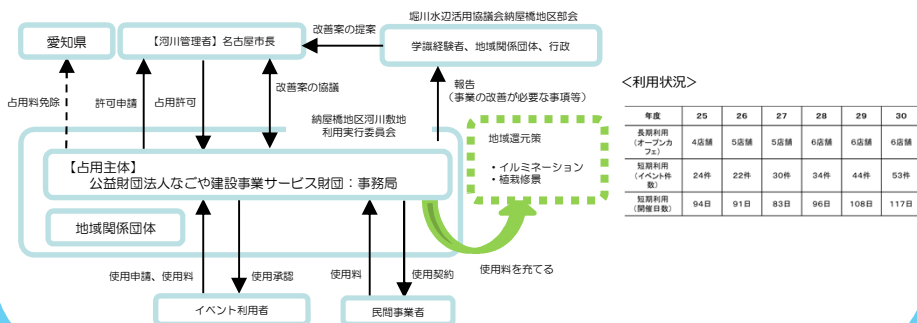 堀川水辺活用協議会納屋橋地区部会
改善案の提案
愛知県
【河川管理者】名古屋市長
学識経験者、地域関係団体、行政
占用料免除
許可申請
占用許可
改善案の協議
報告
(事業の改善が必要な事項等)
納屋橋地区河川敷地
利用実行委員会
【占用主体】
公益財団法人なごや建設事業サービス財団:事務局
地域関係団体
地域還元策
・イルミネーション
・植栽修景
使用申請、使用料
使用承認
使用料
使用契約
使用料を充てる
イベント利用者
民間事業者
<利用状況>
年度 25 26 27 28 29 30
長期利用
(オープンカ
フェ)
4店舗 5店舗 5店舗 6店舗 6店舗 6店舗
短期利用
(イベント件
数)
24件 22件 30件 34件 44件 53件
短期利用
(開催日数)
94日 91日 83日 96日 108日 117日